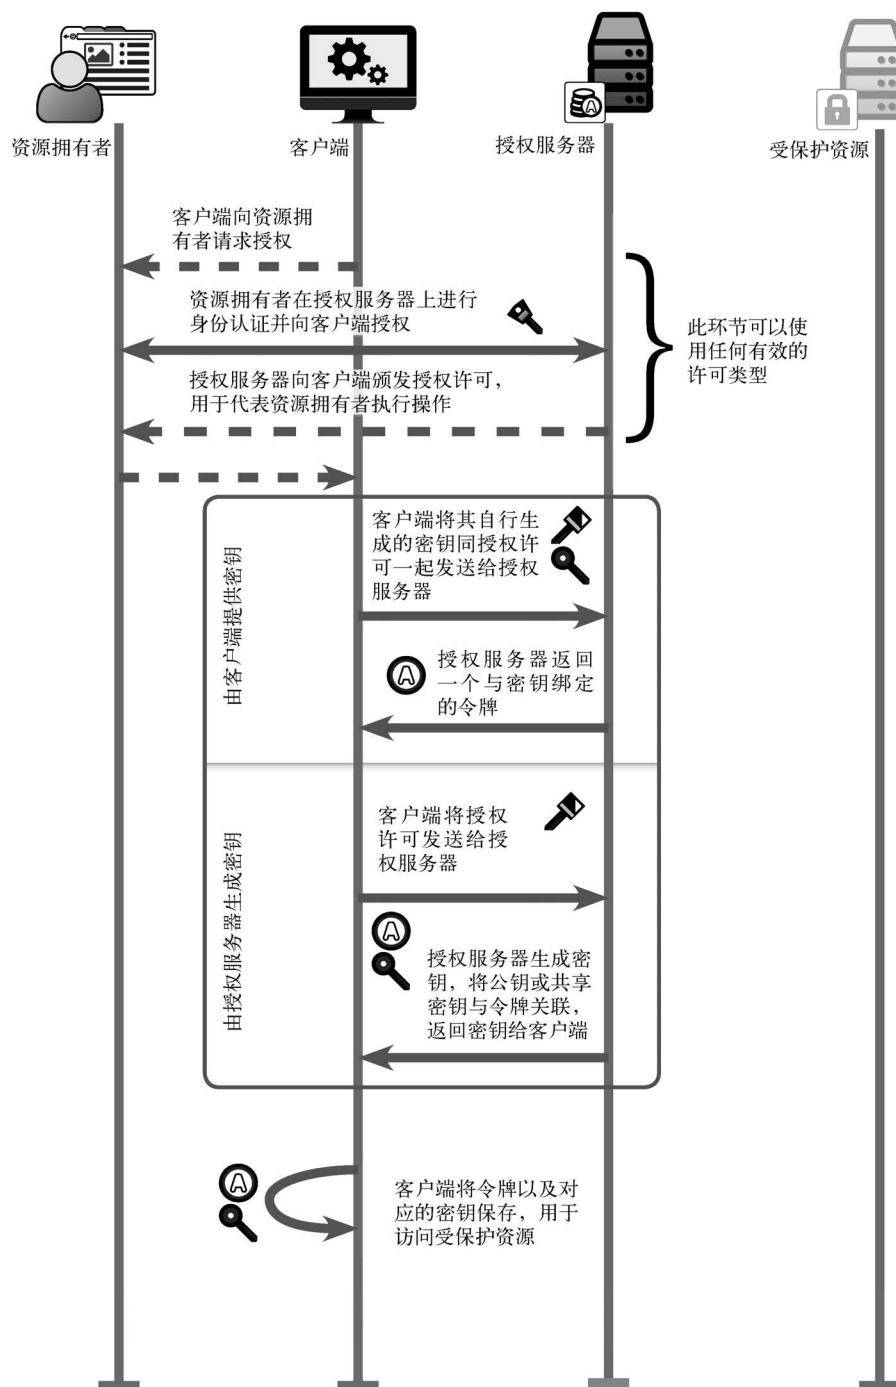 资源拥有者
客户端
授权服务器
受保护资源
客户端向资源拥
有者请求授权
资源拥有者在授权服务器上进行
身份认证并向客户端授权
此环节可以使
用任何有效的
许可类型
授权服务器向客户端颁发授权许可，
用于代表资源拥有者执行操作
由客户端提供密钥
客户端将其自行生
成的密钥同授权许
可一起发送给授权
服务器
A
授权服务器返回
一个与密钥绑定
的令牌
由授权服务器生成密钥
客户端将授权
许可发送给授
权服务器
A
授权服务器生成密
钥，将公钥或共享
密钥与令牌关联，
返回密钥给客户端
A
客户端将令牌以及对
应的密钥保存，用于
访问受保护资源